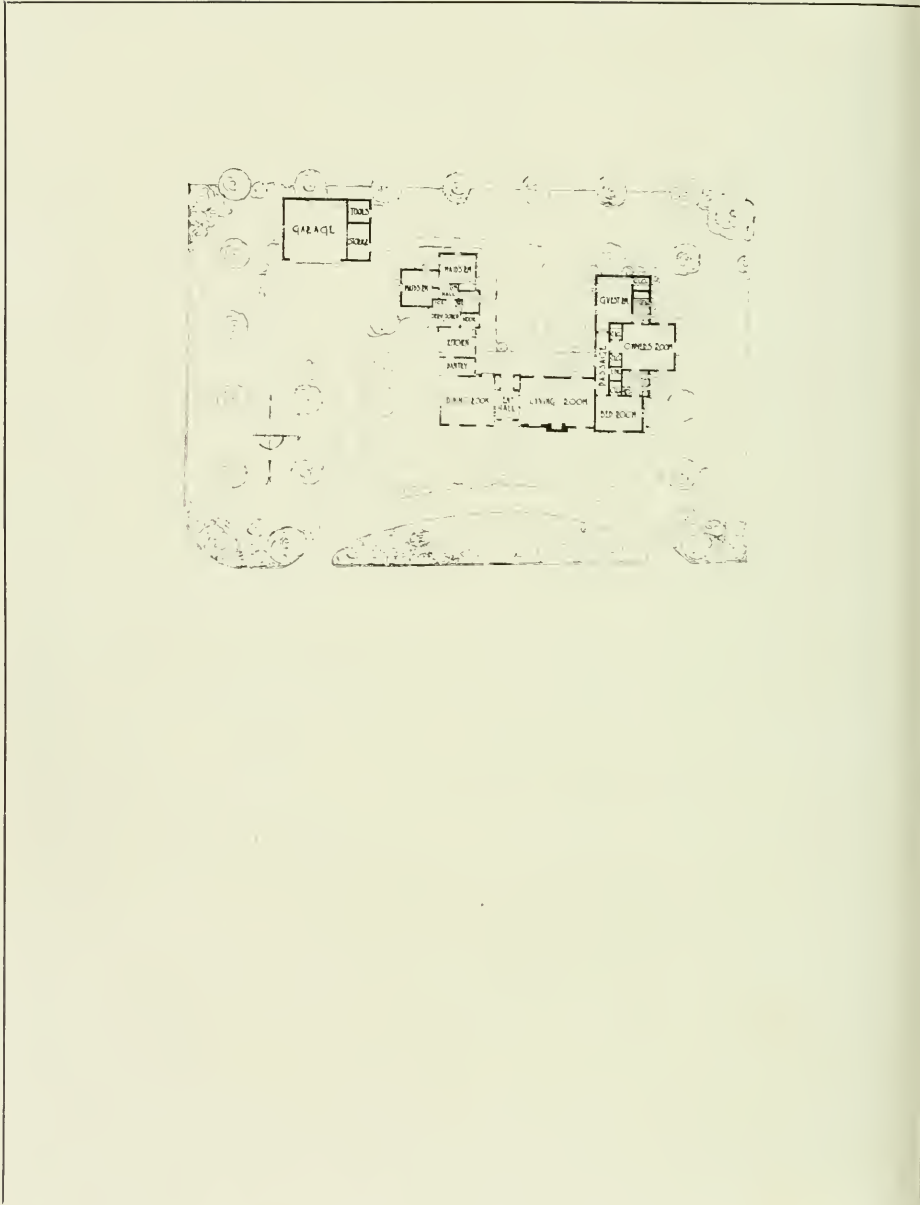 TOOLS
GARAGE
STORAGE
MAIDS RM
MAIDS RM
HALL
GUEST RM
KITCHEN
PASSAGE
OWNERS ROOM
PANTRY
DINING ROOM
ENT HALL
LIVING ROOM
BED ROOM